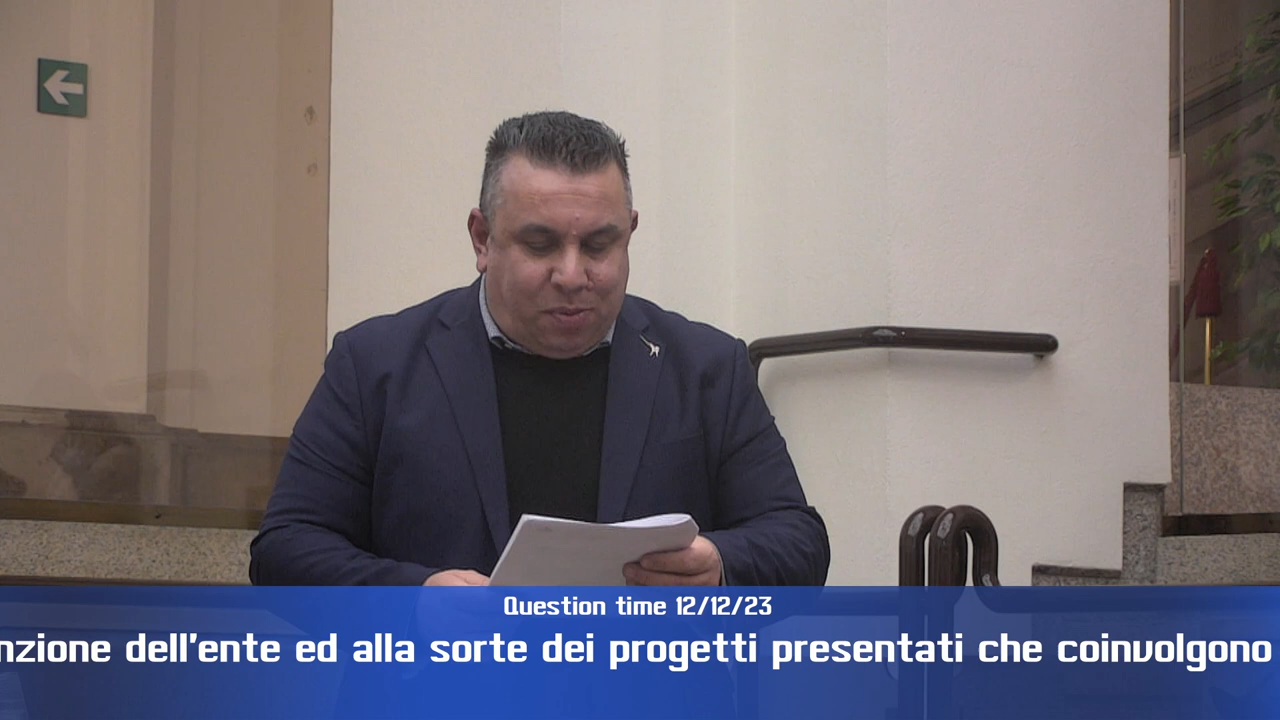 Question time 12/12/23
nzione dell'ente ed alla sorte dei progetti presentati che coinvolgono